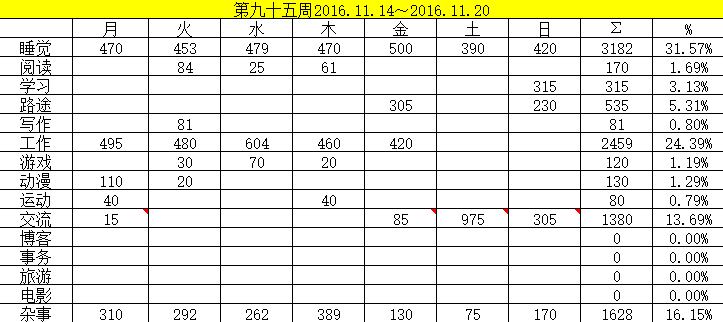 第九十五周2016.11.14～2016.11.20
月 火 水 木 金 土 日 Σ %
睡觉 470 453 479 470 500 390 420 3182 31.57%
阅读 84 25 61 170 1.69%
学习 315 315 3.13%
路途 305 230 535 5.31%
写作 81 81 0.80%
工作 495 480 604 460 420 2459 24.39%
游戏 30 70 20 120 1.19%
动漫 110 20 130 1.29%
运动 40 40 80 0.79%
交流 15 85 975 305 1380 13.69%
博客 0 0.00%
事务 0 0.00%
旅游 0 0.00%
电影 0 0.00%
杂事 310 292 262 389 130 75 170 1628 16.15%